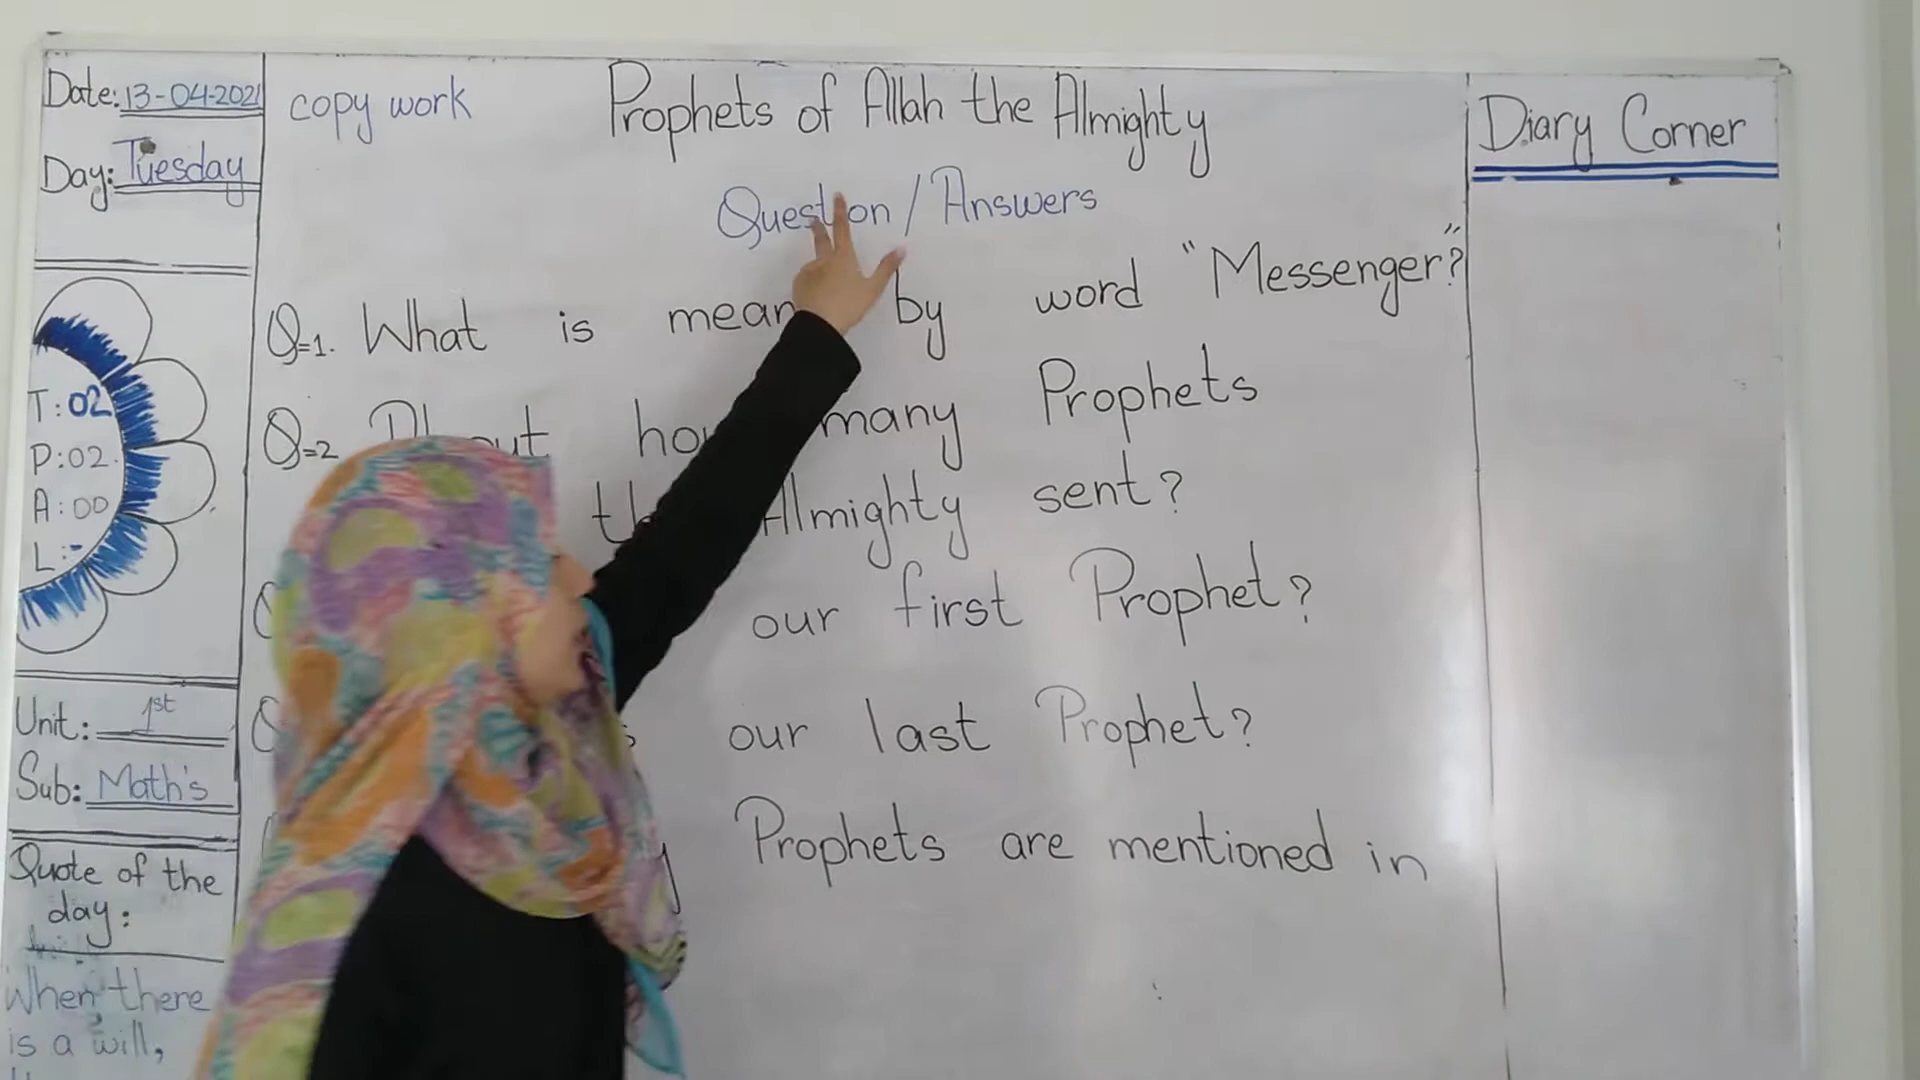 Date: 13-04-2021
Day: Tuesday
T: 02
P: 02
A: 00
L: -
Unit: 1st
Sub: Math's
Quote of the
day:
When there
is a will,
copy work
Prophets of Allah the Almighty
Question / Answers
Q=1. What is mean by word "Messenger"?
Q=2 many Prophets
Almighty sent?
our first Prophet?
our last Prophet?
Prophets are mentioned in
Diary Corner